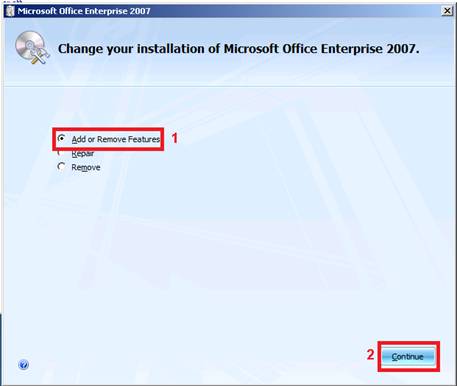 Microsoft Office Enterprise 2007
Change your installation of Microsoft Office Enterprise 2007.
Add or Remove Features 1
Repair
Remove
2 Continue